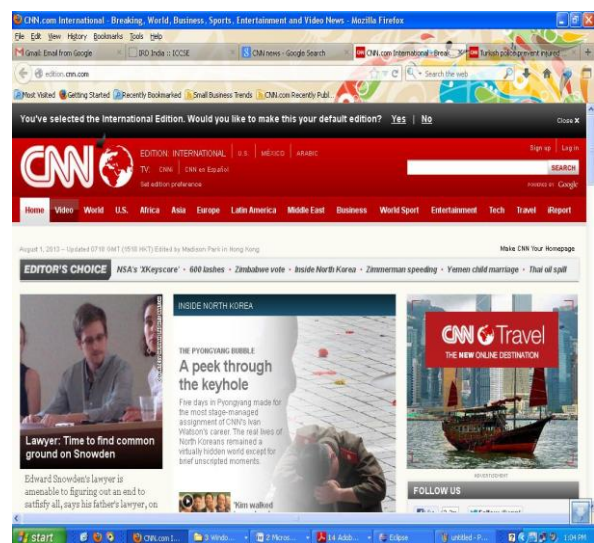 CNN.com International - Breaking, World, Business, Sports, Entertainment and Video News - Mozilla Firefox
File Edit View History Bookmarks Tools Help
Gmail: Email from Google
IRD India :: ICCSE
CNN news - Google Search
CNN.com International - Brea
Turkish police prevent injured
edition.cnn.com
Search the web
Most Visited Getting Started Recently Bookmarked Small Business Trends CNN.com Recently Publ...
You've selected the International Edition. Would you like to make this your default edition? Yes | No
Close X
CNN
EDITION: INTERNATIONAL U.S. MÉXICO ARABIC
TV: CNNi CNN en Español
Set edition preference
Sign up Log in
SEARCH
POWERED BY Google
Home Video World U.S. Africa Asia Europe Latin America Middle East Business World Sport Entertainment Tech Travel iReport
August 1, 2013 -- Updated 0718 GMT (1518 HKT) Edited by Madison Park in Hong Kong
Make CNN Your Homepage
EDITOR'S CHOICE NSA's 'XKeyscore' • 600 lashes • Zimbabwe vote • Inside North Korea • Zimmerman speeding • Yemen child marriage • Thai oil spill
Lawyer: Time to find common
ground on Snowden
Edward Snowden's lawyer is
amenable to figuring out an end to
satisfy all, says his father's lawyer, on
INSIDE NORTH KOREA
THE PYONGYANG BUBBLE
A peek through
the keyhole
Five days in Pyongyang made for
the most stage-managed
assignment of CNN's Ivan
Watson's career. The real lives of
North Koreans remained a
virtually hidden world except for
brief unscripted moments.
'Kim walked
CNN Travel
THE NEW ONLINE DESTINATION
ADVERTISEMENT
FOLLOW US
start
CNN.com I...
3 Windo...
2 Micros...
14 Adob...
Eclipse
untitled - P...
1:04 PM